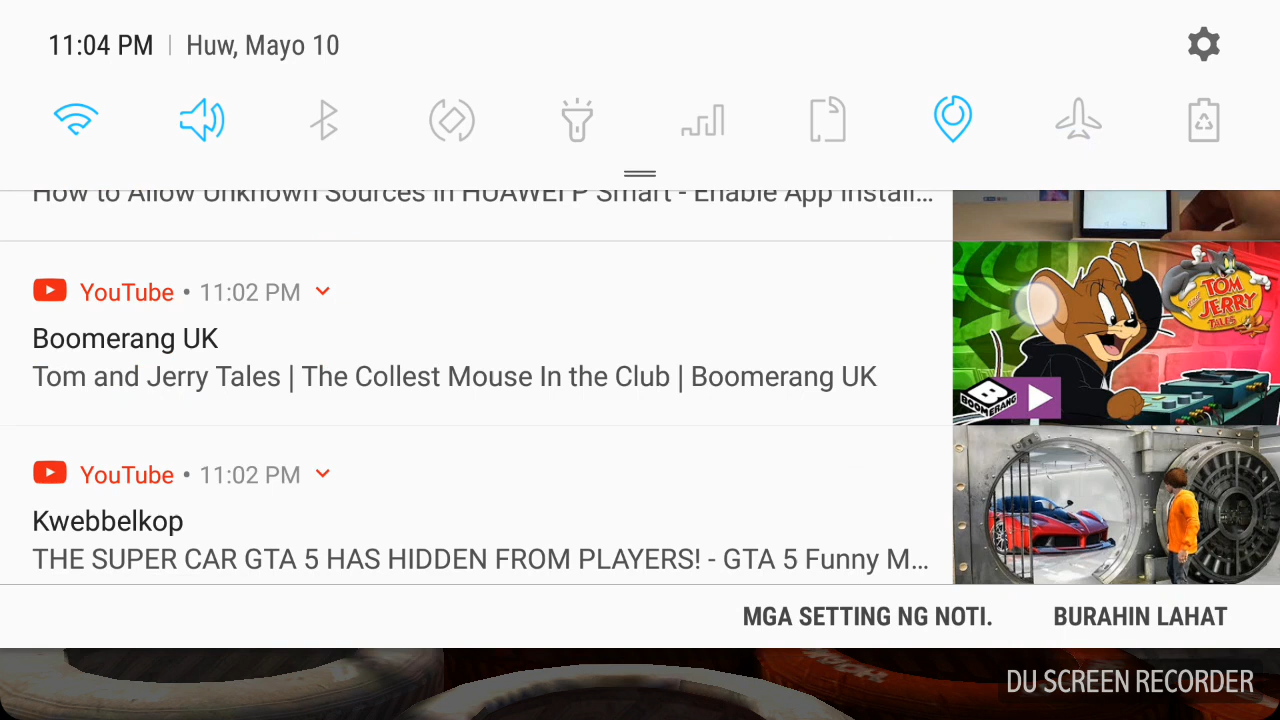 11:04 PM | Huw, Mayo 10
How to Allow Unknown Sources in HUAWEI P Smart - Enable App Install...
YouTube • 11:02 PM
Boomerang UK
Tom and Jerry Tales | The Collest Mouse In the Club | Boomerang UK
TOM
and
JERRY
TALES
BOOMERANG
YouTube • 11:02 PM
Kwebbelkop
THE SUPER CAR GTA 5 HAS HIDDEN FROM PLAYERS! - GTA 5 Funny M...
MGA SETTING NG NOTI.
BURAHIN LAHAT
DU SCREEN RECORDER